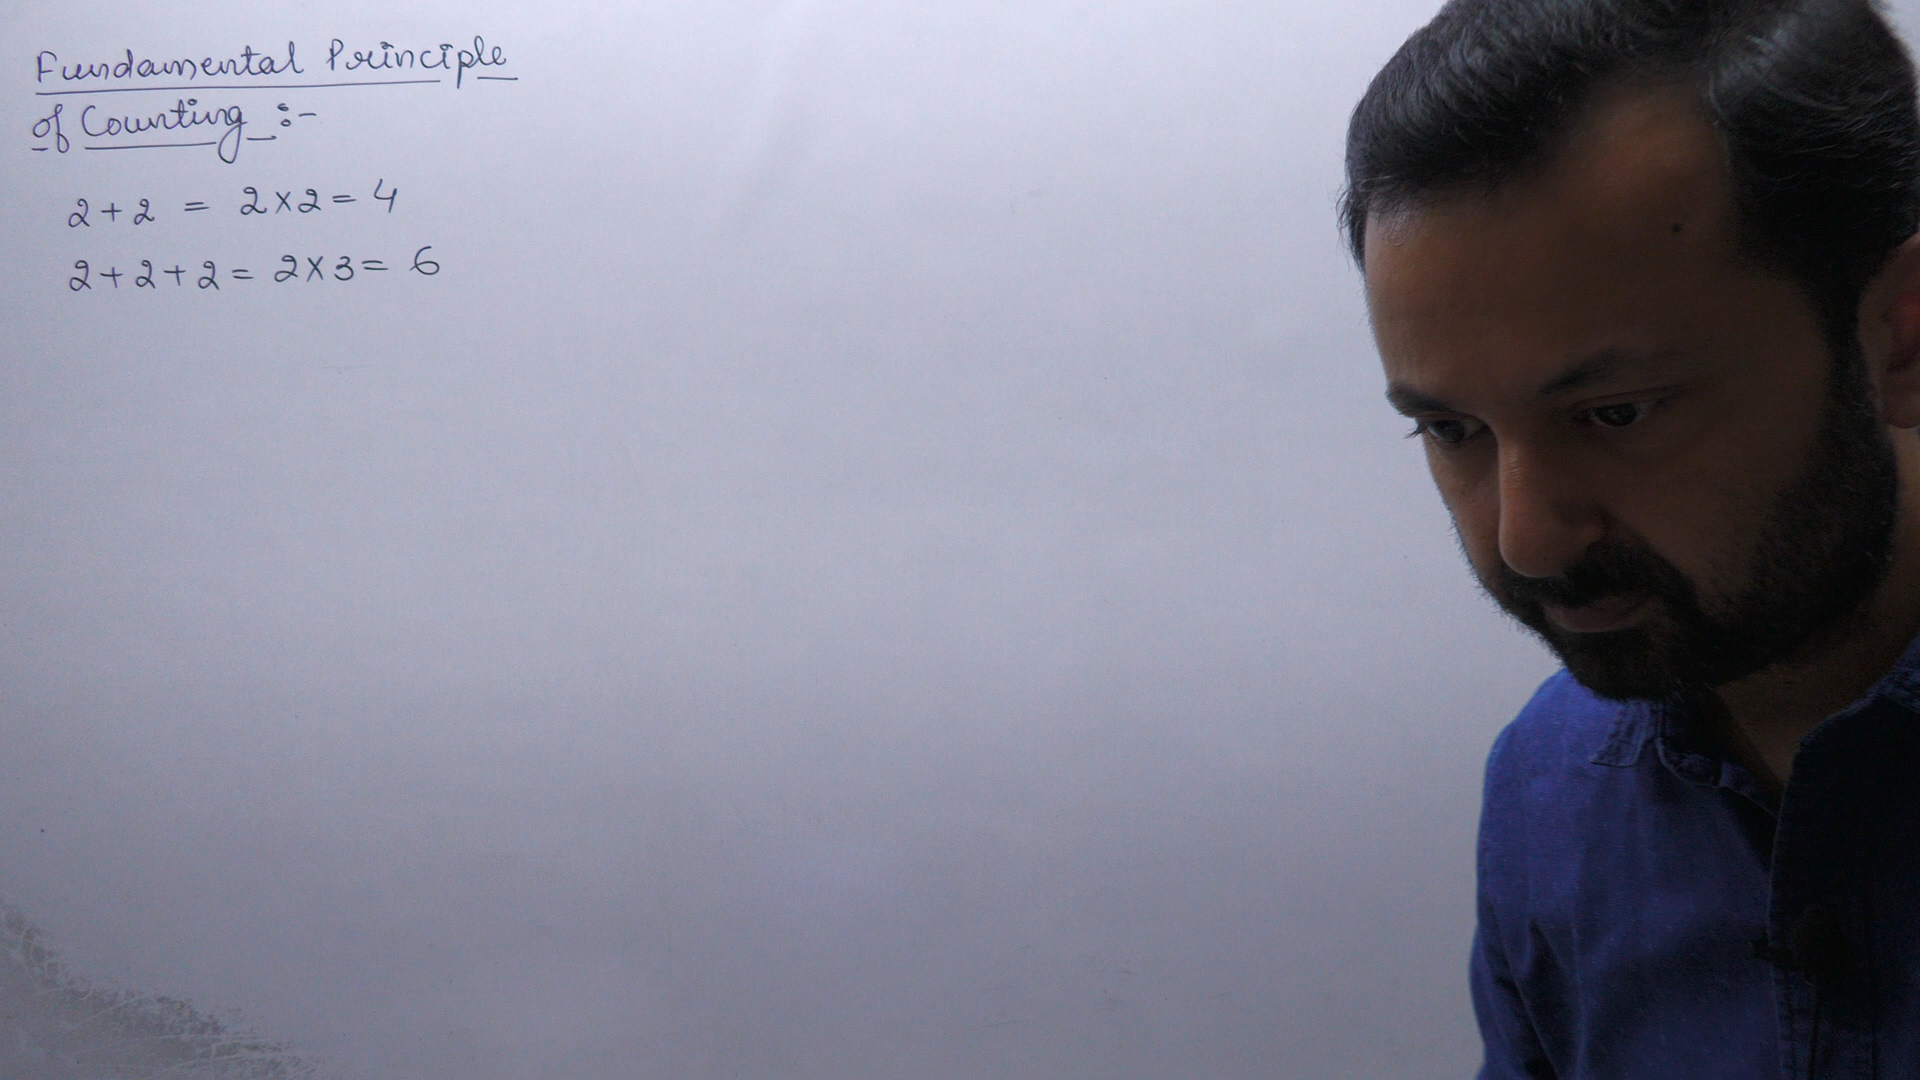 Fundamental Principle
of Counting :-
2+2 = 2×2=4
2+2+2= 2×3= 6